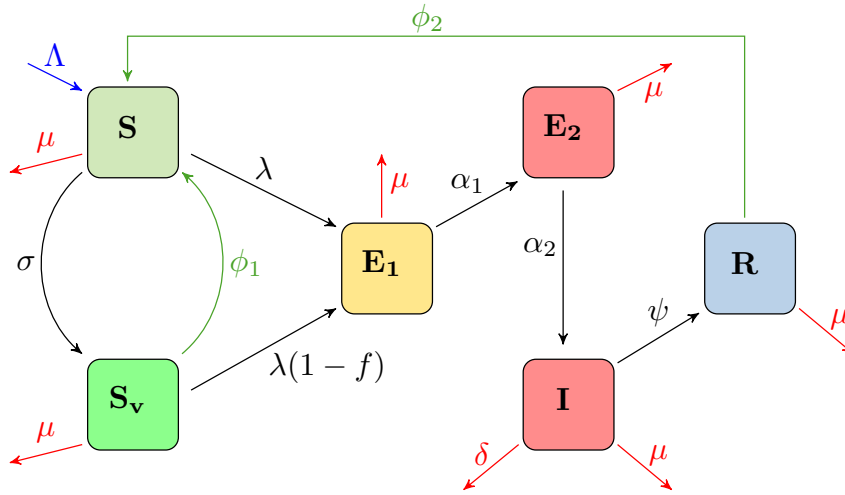 ϕ₂
Λ
S
E₂
μ
μ
λ
α₁
μ
σ
ϕ₁
E₁
α₂
R
ψ
μ
λ(1 − f)
Sᵥ
I
μ
δ
μ